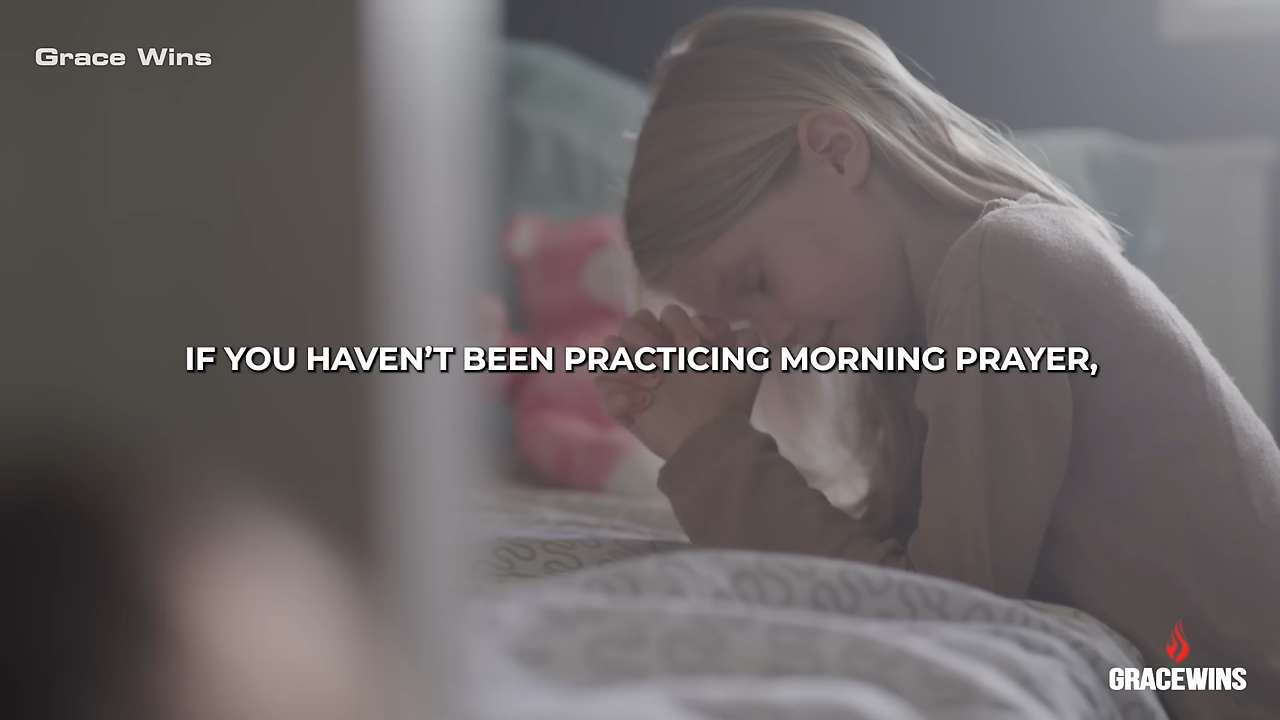 Grace Wins
IF YOU HAVEN’T BEEN PRACTICING MORNING PRAYER,
GRACEWINS